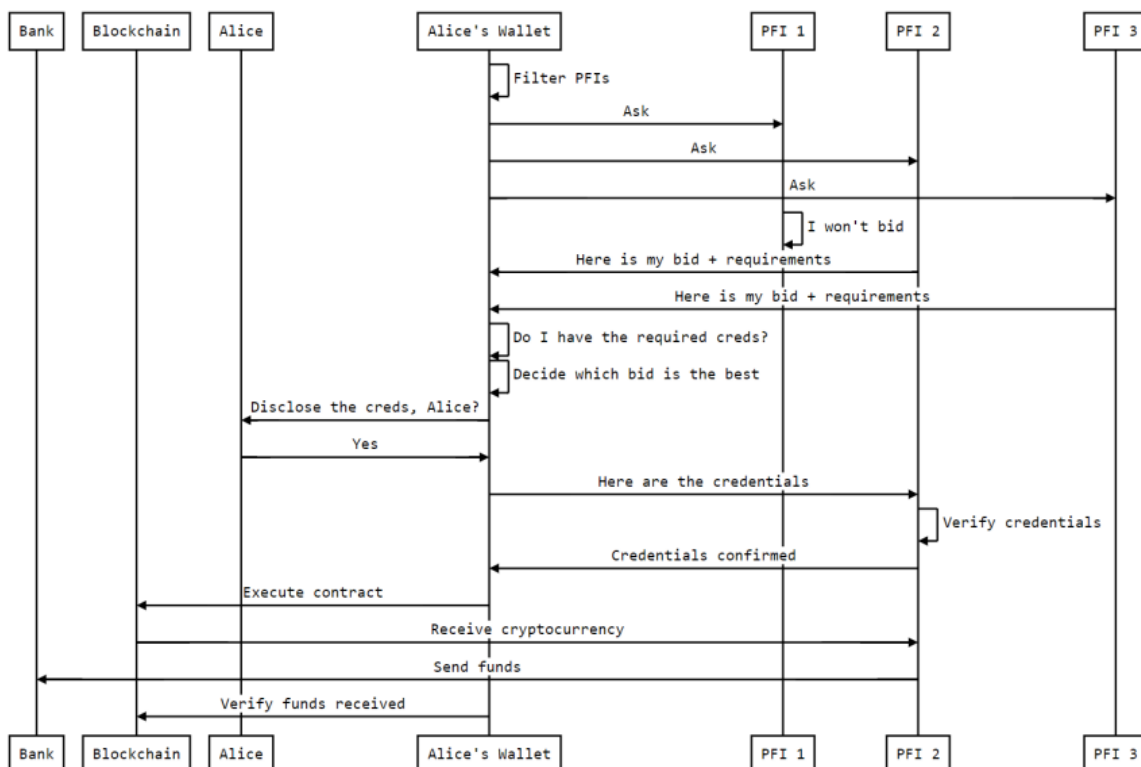 Bank
Blockchain
Alice
Alice's Wallet
PFI 1
PFI 2
PFI 3
Filter PFIs
Ask
Ask
Ask
I won't bid
Here is my bid + requirements
Here is my bid + requirements
Do I have the required creds?
Decide which bid is the best
Disclose the creds, Alice?
Yes
Here are the credentials
Verify credentials
Credentials confirmed
Execute contract
Receive cryptocurrency
Send funds
Verify funds received
Bank
Blockchain
Alice
Alice's Wallet
PFI 1
PFI 2
PFI 3